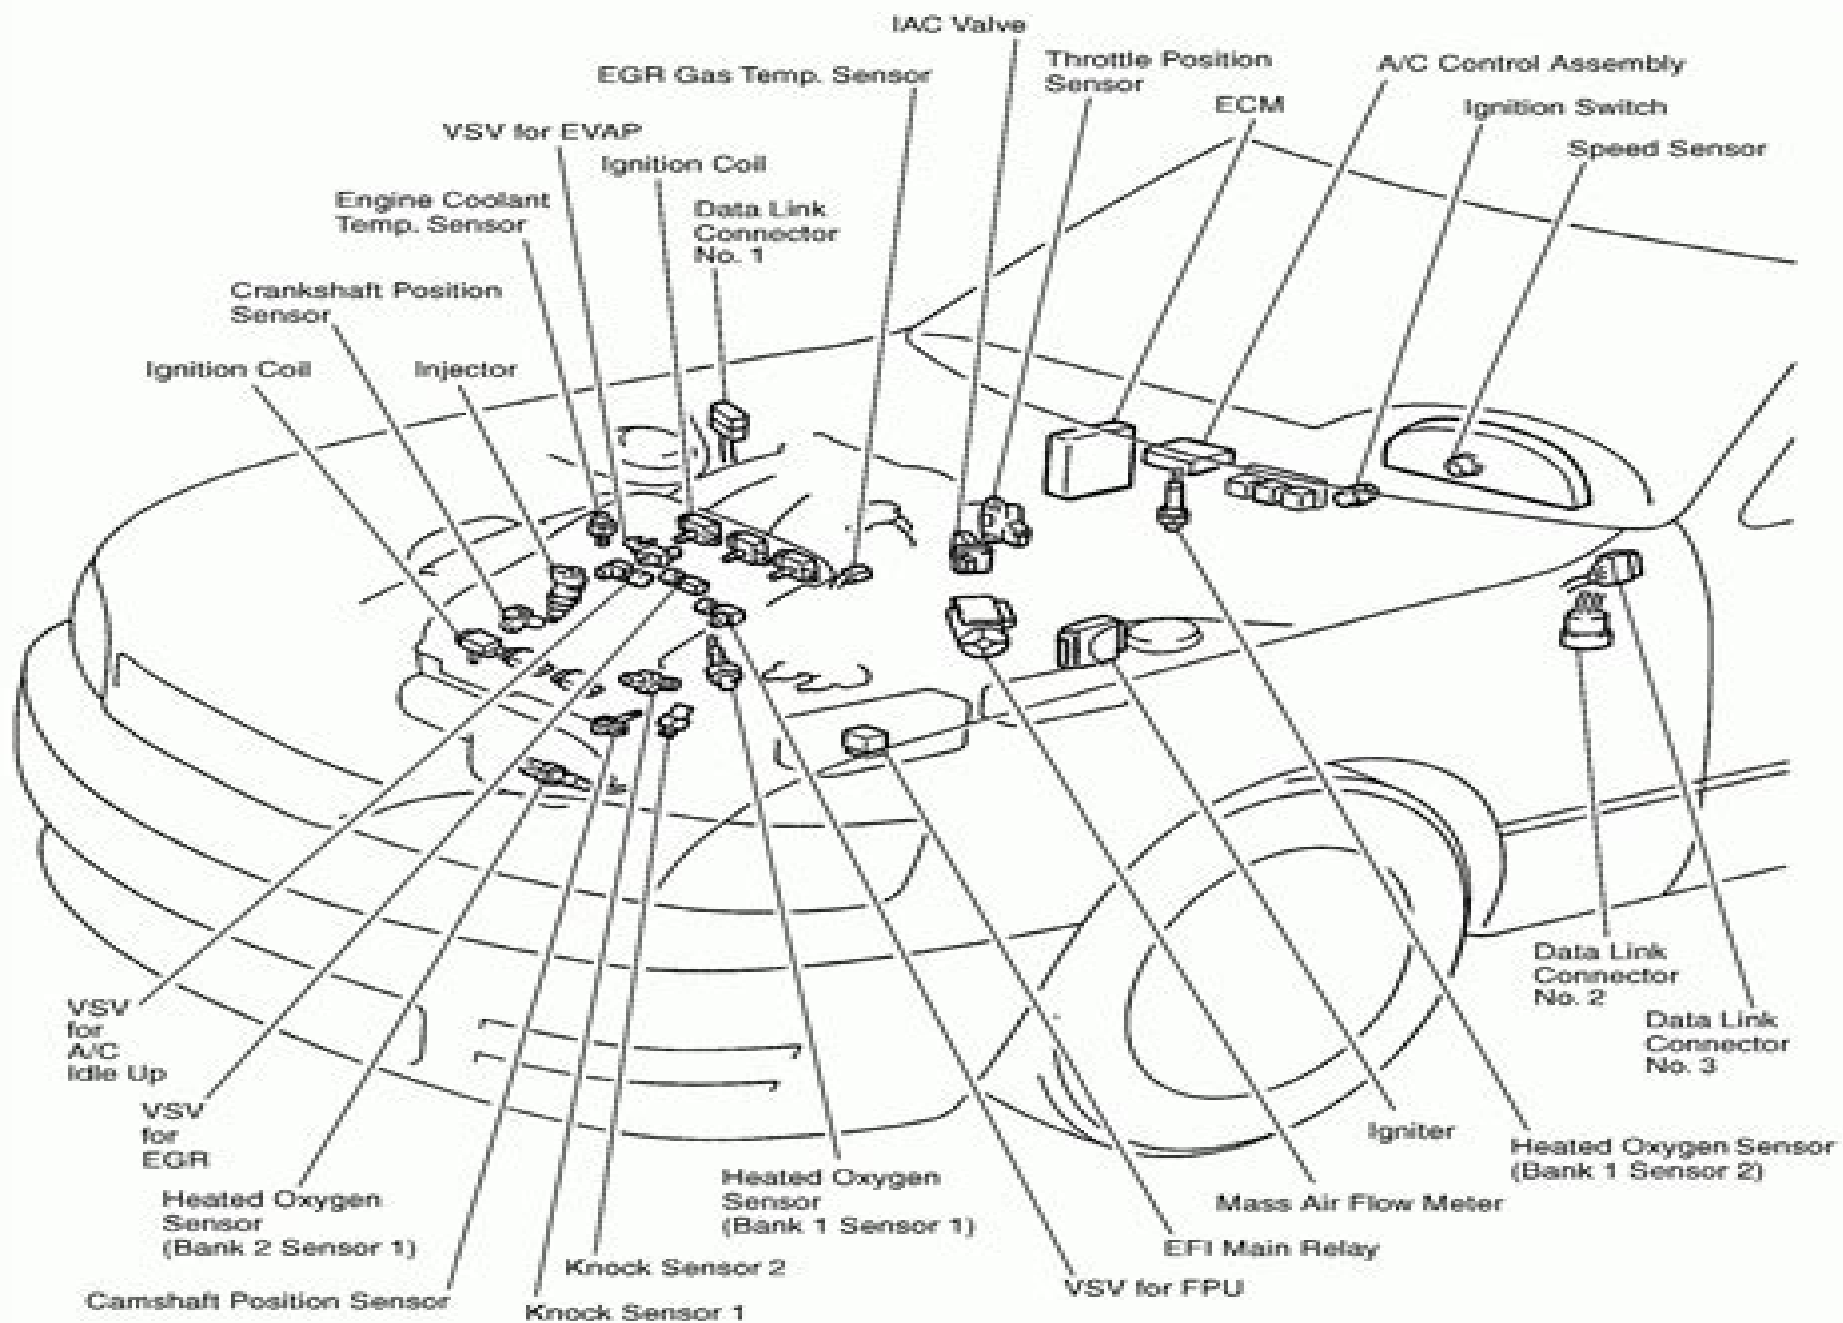 IAC Valve
EGR Gas Temp. Sensor
Throttle Position
Sensor
A/C Control Assembly
ECM
Ignition Switch
VSV for EVAP
Speed Sensor
Ignition Coil
Engine Coolant
Temp. Sensor
Data Link
Connector
No. 1
Crankshaft Position
Sensor
Ignition Coil
Injector
Data Link
Connector
No. 2
VSV
for
A/C
Idle Up
Data Link
Connector
No. 3
VSV
for
EGR
Igniter
Heated Oxygen Sensor
(Bank 1 Sensor 2)
Heated Oxygen
Sensor
(Bank 1 Sensor 1)
Heated Oxygen
Sensor
(Bank 2 Sensor 1)
Mass Air Flow Meter
EFI Main Relay
Knock Sensor 2
VSV for FPU
Camshaft Position Sensor
Knock Sensor 1